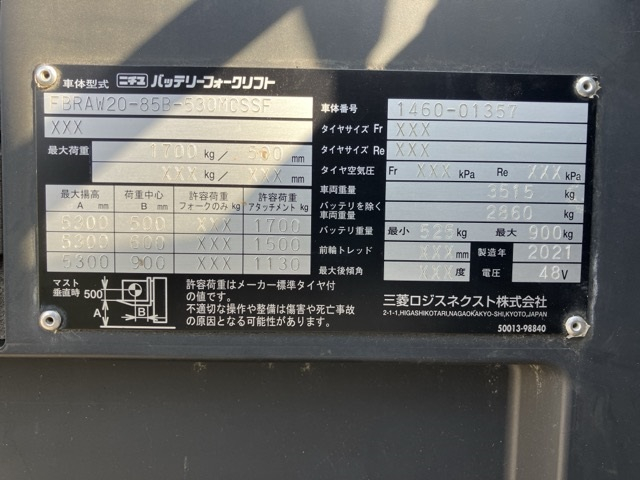 車体型式 ニチユ バッテリーフォークリフト
FBRAW20-85B-530MCSSF
XXX
最大荷重 1700 kg / 500 mm
XXX kg / XXX mm
最大揚高 A mm 荷重中心 B mm 許容荷重 フォークのみ kg 許容荷重 アタッチメント kg
XXX 1700
600 XXX 1500
5300 900 XXX 1130
マスト垂直時 500 A B
許容荷重はメーカー標準タイヤ付の値です。
不適切な操作や整備は傷害や死亡事故の原因となる可能性があります。
車体番号 1460-01357
タイヤサイズ Fr XXX
タイヤサイズ Re XXX
タイヤ空気圧 Fr XXX kPa Re XXX kPa
車両重量 3515 kg
バッテリを除く車両重量 2860 kg
バッテリ重量 最小 525 kg 最大 900 kg
前輪トレッド XXX mm 製造年 2021
最大後傾角 XXX 度 電圧 48 V
三菱ロジスネクスト株式会社
2-1-1,HIGASHIKOTARI,NAGAOKAKYO-SHI,KYOTO,JAPAN
50013-98840